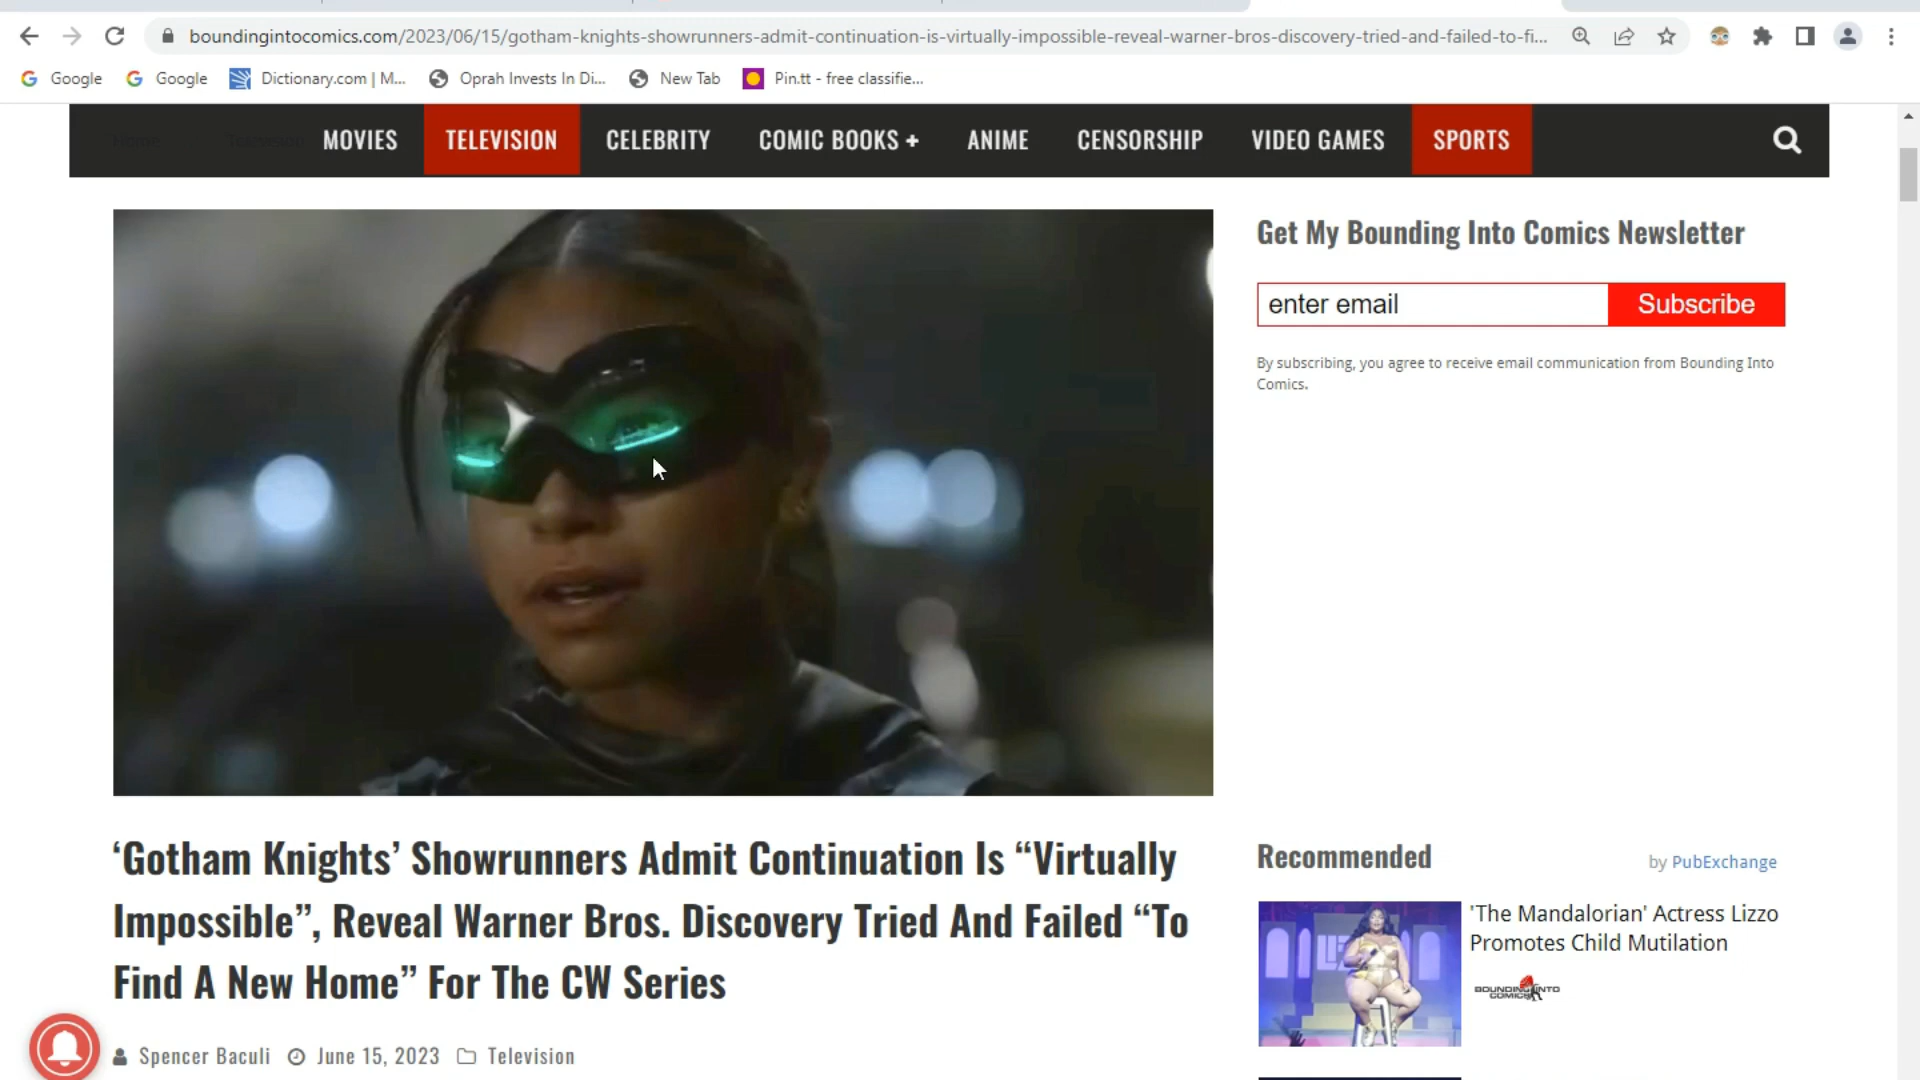 boundingintocomics.com/2023/06/15/gotham-knights-showrunners-admit-continuation-is-virtually-impossible-reveal-warner-bros-discovery-tried-and-failed-to-fi...
Google Google Dictionary.com | M... Oprah Invests In Di... New Tab Pin.tt - free classifie...
Home Television MOVIES TELEVISION CELEBRITY COMIC BOOKS + ANIME CENSORSHIP VIDEO GAMES SPORTS
Get My Bounding Into Comics Newsletter
enter email Subscribe
By subscribing, you agree to receive email communication from Bounding Into
Comics.
‘Gotham Knights’ Showrunners Admit Continuation Is “Virtually
Impossible”, Reveal Warner Bros. Discovery Tried And Failed “To
Find A New Home” For The CW Series
Spencer Baculi June 15, 2023 Television
Recommended by PubExchange
'The Mandalorian' Actress Lizzo
Promotes Child Mutilation
BOUNDING INTO
COMICS